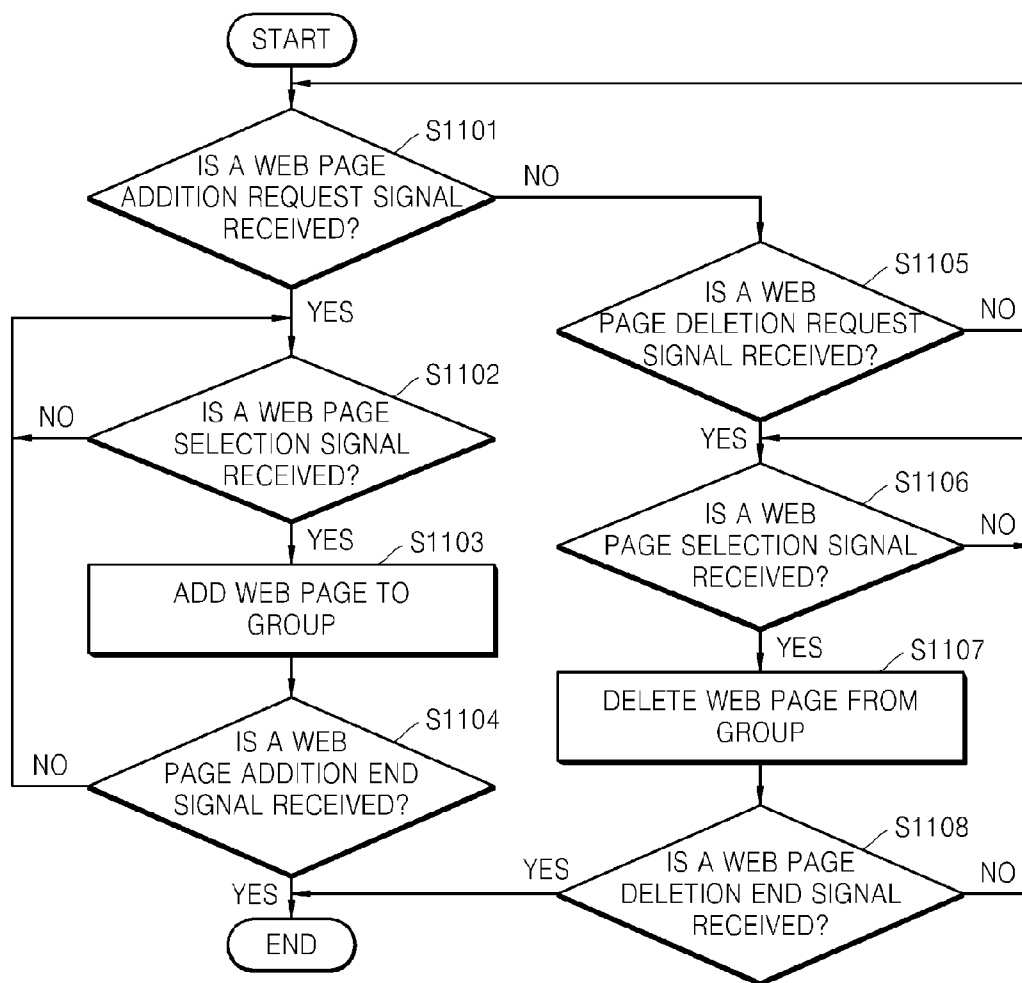 START
S1101
IS A WEB PAGE
ADDITION REQUEST SIGNAL
RECEIVED?
NO
YES
S1105
IS A WEB
PAGE DELETION REQUEST
SIGNAL RECEIVED?
NO
YES
S1102
IS A WEB PAGE
SELECTION SIGNAL
RECEIVED?
NO
YES
S1106
IS A WEB
PAGE SELECTION SIGNAL
RECEIVED?
NO
YES
S1103
ADD WEB PAGE TO
GROUP
S1107
DELETE WEB PAGE FROM
GROUP
S1104
IS A WEB
PAGE ADDITION END
SIGNAL RECEIVED?
NO
YES
S1108
IS A WEB PAGE
DELETION END SIGNAL
RECEIVED?
YES
NO
END